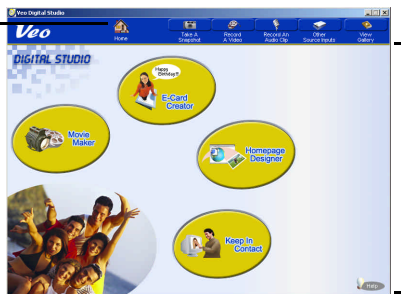 Veo Digital Studio
Veo
Home
Take A
Snapshot
Record
A Video
Record An
Audio Clip
Other
Source Inputs
View
Gallery
DIGITAL STUDIO
Happy
Birthday!!
E-Card
Creator
Movie
Maker
Homepage
Designer
Keep In
Contact
Help